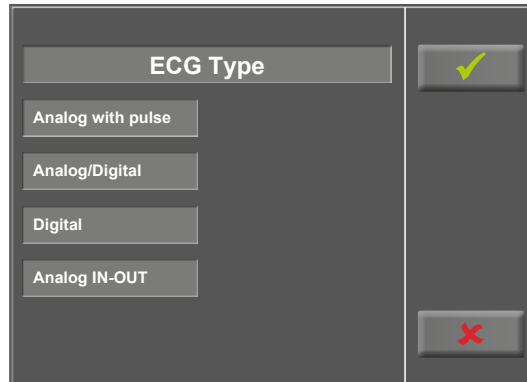 ECG Type
Analog with pulse
Analog/Digital
Digital
Analog IN-OUT